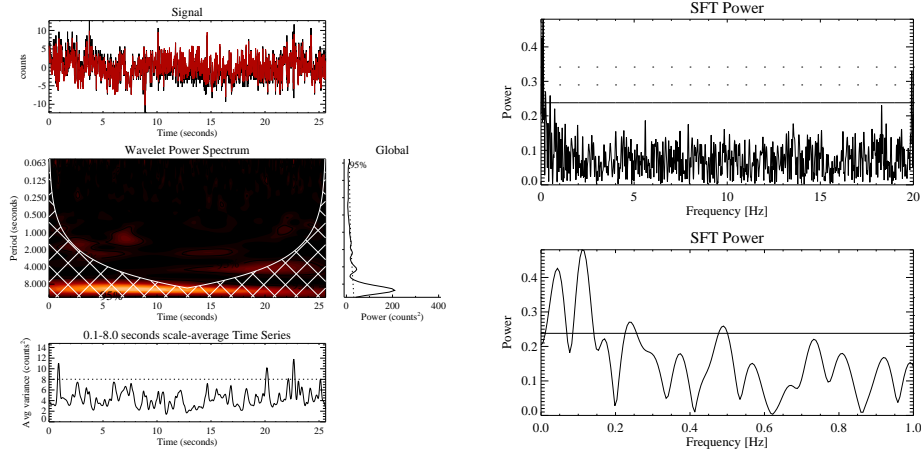 Signal
counts
10
5
0
-5
-10
0 5 10 15 20 25
Time (seconds)
Wavelet Power Spectrum
Period (seconds)
0.063
0.125
0.250
0.500
1.000
2.000
4.000
8.000
95%
0 5 10 15 20 25
Time (seconds)
Global
95%
0 200 400
Power (counts²)
0.1-8.0 seconds scale-average Time Series
Avg variance (counts²)
14
12
10
8
6
4
2
0
0 5 10 15 20 25
Time (seconds)
SFT Power
Power
0.4
0.3
0.2
0.1
0.0
0 5 10 15 20
Frequency [Hz]
SFT Power
Power
0.4
0.3
0.2
0.1
0.0
0.0 0.2 0.4 0.6 0.8 1.0
Frequency [Hz]